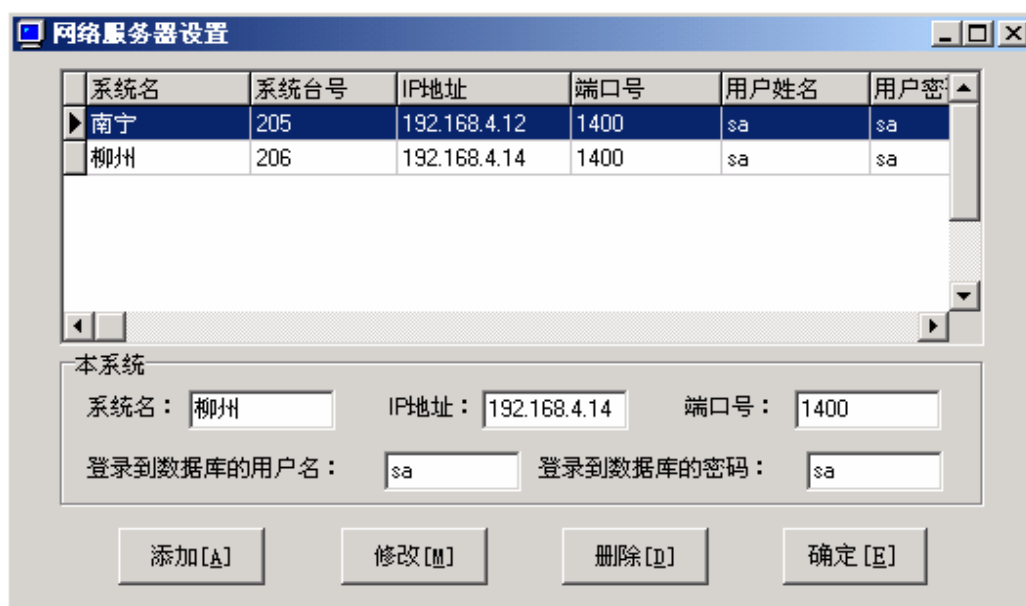 网络服务器设置
系统名 系统台号 IP地址 端口号 用户姓名 用户密
南宁 205 192.168.4.12 1400 sa sa
柳州 206 192.168.4.14 1400 sa sa
本系统
系统名： 柳州 IP地址： 192.168.4.14 端口号： 1400
登录到数据库的用户名： sa 登录到数据库的密码： sa
添加[A] 修改[M] 删除[D] 确定[E]